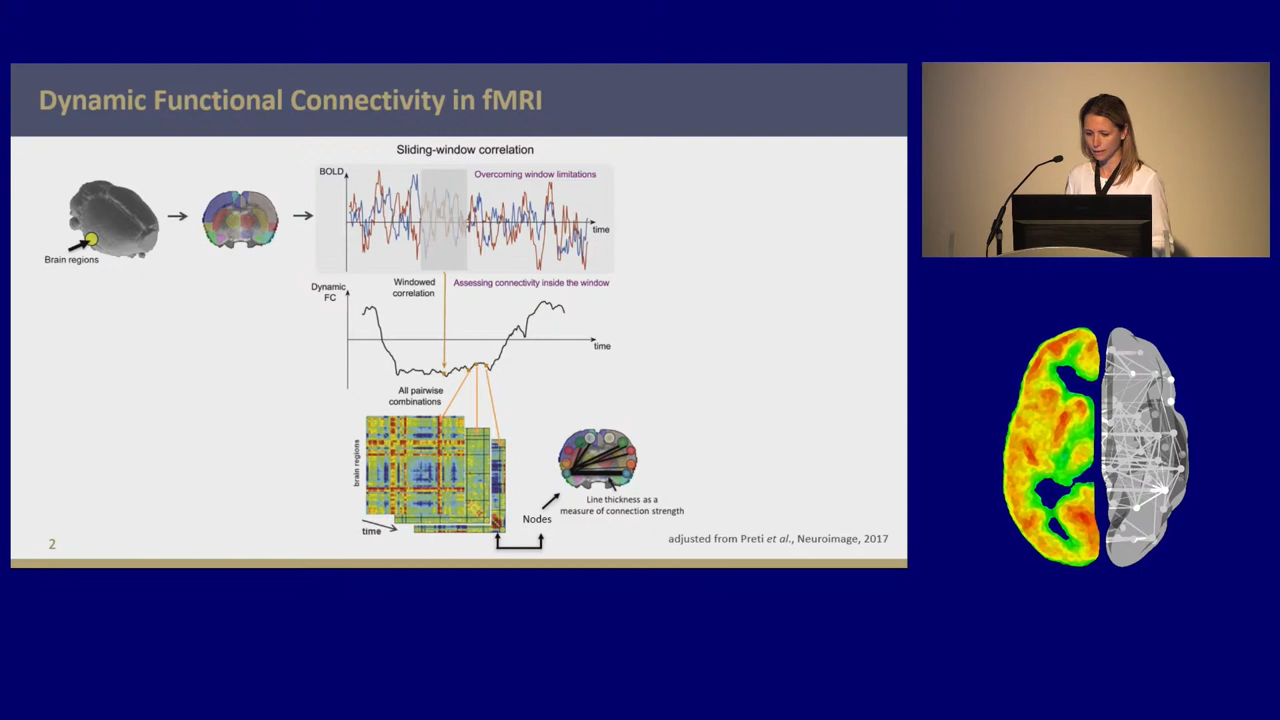 Dynamic Functional Connectivity in fMRI
Sliding-window correlation
BOLD
Overcoming window limitations
time
Brain regions
Windowed
correlation
Assessing connectivity inside the window
Dynamic
FC
time
All pairwise
combinations
brain regions
time
Nodes
Line thickness as a
measure of connection strength
adjusted from Preti et al., Neuroimage, 2017
2